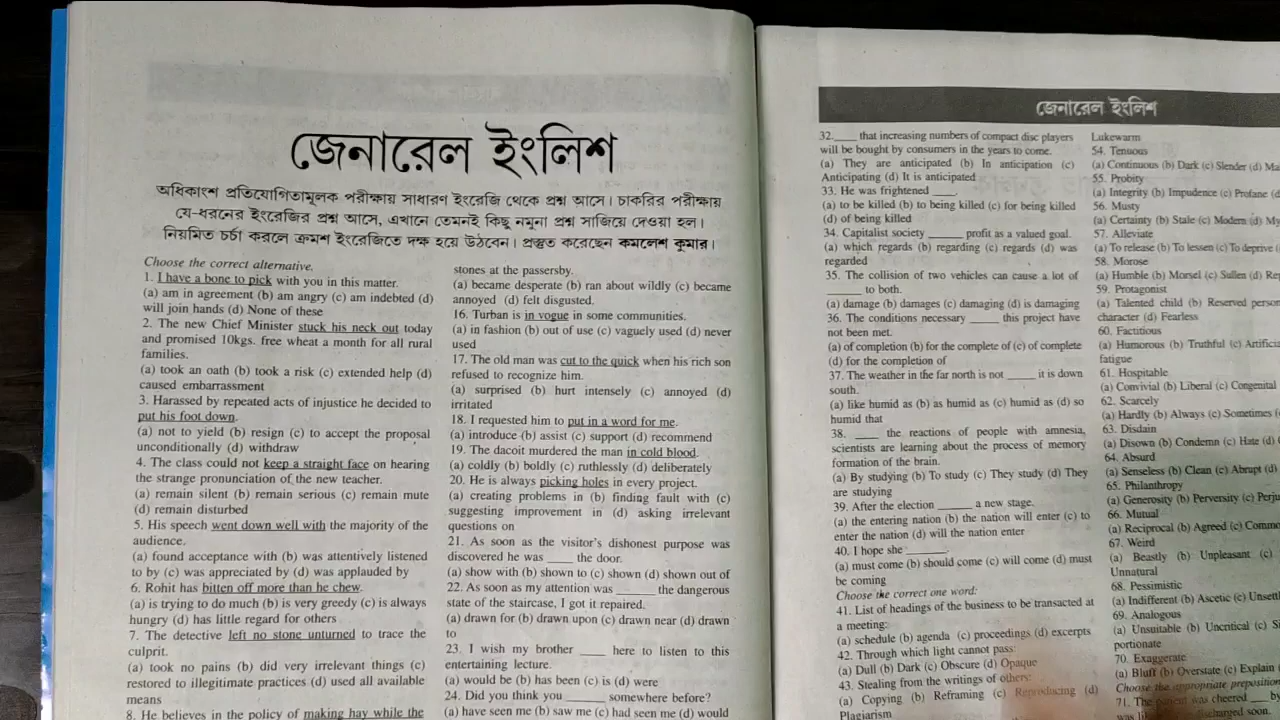 জেনারেল ইংলিশ
অধিকাংশ প্রতিযোগিতামূলক পরীক্ষায় সাধারণ ইংরেজি থেকে প্রশ্ন আসে। চাকরির পরীক্ষায়
যে-ধরনের ইংরেজির প্রশ্ন আসে, এখানে তেমনই কিছু নমুনা প্রশ্ন সাজিয়ে দেওয়া হল।
নিয়মিত চর্চা করলে ক্রমশ ইংরেজিতে দক্ষ হয়ে উঠবেন। প্রস্তুত করেছেন কমলেশ কুমার।
Choose the correct alternative.
1. I have a bone to pick with you in this matter.
(a) am in agreement (b) am angry (c) am indebted (d)
will join hands (d) None of these
2. The new Chief Minister stuck his neck out today
and promised 10kgs. free wheat a month for all rural
families.
(a) took an oath (b) took a risk (c) extended help (d)
caused embarrassment
3. Harassed by repeated acts of injustice he decided to
put his foot down.
(a) not to yield (b) resign (c) to accept the proposal
unconditionally (d) withdraw
4. The class could not keep a straight face on hearing
the strange pronunciation of the new teacher.
(a) remain silent (b) remain serious (c) remain mute
(d) remain disturbed
5. His speech went down well with the majority of the
audience.
(a) found acceptance with (b) was attentively listened
to by (c) was appreciated by (d) was applauded by
6. Rohit has bitten off more than he chew.
(a) is trying to do much (b) is very greedy (c) is always
hungry (d) has little regard for others
7. The detective left no stone unturned to trace the
culprit.
(a) took no pains (b) did very irrelevant things (c)
restored to illegitimate practices (d) used all available
means
8. He believes in the policy of making hay while the
stones at the passersby.
(a) became desperate (b) ran about wildly (c) became
annoyed (d) felt disgusted.
16. Turban is in vogue in some communities.
(a) in fashion (b) out of use (c) vaguely used (d) never
used
17. The old man was cut to the quick when his rich son
refused to recognize him.
(a) surprised (b) hurt intensely (c) annoyed (d)
irritated
18. I requested him to put in a word for me.
(a) introduce (b) assist (c) support (d) recommend
19. The dacoit murdered the man in cold blood.
(a) coldly (b) boldly (c) ruthlessly (d) deliberately
20. He is always picking holes in every project.
(a) creating problems in (b) finding fault with (c)
suggesting improvement in (d) asking irrelevant
questions on
21. As soon as the visitor's dishonest purpose was
discovered he was ____ the door.
(a) show with (b) shown to (c) shown (d) shown out of
22. As soon as my attention was ______ the dangerous
state of the staircase, I got it repaired.
(a) drawn for (b) drawn upon (c) drawn near (d) drawn
to
23. I wish my brother ____ here to listen to this
entertaining lecture.
(a) would be (b) has been (c) is (d) were
24. Did you think you ______ somewhere before?
(a) have seen me (b) saw me (c) had seen me (d) would
জেনারেল ইংলিশ
32.____ that increasing numbers of compact disc players
will be bought by consumers in the years to come.
(a) They are anticipated (b) In anticipation (c)
Anticipating (d) It is anticipated
33. He was frightened ____.
(a) to be killed (b) to being killed (c) for being killed
(d) of being killed
34. Capitalist society ______ profit as a valued goal.
(a) which regards (b) regarding (c) regards (d) was
regarded
35. The collision of two vehicles can cause a lot of
______ to both.
(a) damage (b) damages (c) damaging (d) is damaging
36. The conditions necessary _____ this project have
not been met.
(a) of completion (b) for the complete of (c) of complete
(d) for the completion of
37. The weather in the far north is not _____ it is down
south.
(a) like humid as (b) as humid as (c) humid as (d) so
humid that
38. ____ the reactions of people with amnesia,
scientists are learning about the process of memory
formation of the brain.
(a) By studying (b) To study (c) They study (d) They
are studying
39. After the election ______ a new stage.
(a) the entering nation (b) the nation will enter (c) to
enter the nation (d) will the nation enter
40. I hope she _______.
(a) must come (b) should come (c) will come (d) must
be coming
Choose the correct one word:
41. List of headings of the business to be transacted at
a meeting:
(a) schedule (b) agenda (c) proceedings (d) excerpts
42. Through which light cannot pass:
(a) Dull (b) Dark (c) Obscure (d) Opaque
43. Stealing from the writings of others:
(a) Copying (b) Reframing (c) Reproducing (d)
Plagiarism
Lukewarm
54. Tenuous
(a) Continuous (b) Dark (c) Slender (d)
55. Probity
(a) Integrity (b) Impudence (c) Profane (d
56. Musty
(a) Certainty (b) Stale (c) Modern (d)
57. Alleviate
(a) To release (b) To lessen (c) To deprive
58. Morose
(a) Humble (b) Morsel (c) Sullen (d)
59. Protagonist
(a) Talented child (b) Reserved
character (d) Fearless
60. Factitious
(a) Humorous (b) Truthful (c)
fatigue
61. Hospitable
(a) Convivial (b) Liberal (c) Congenital
62. Scarcely
(a) Hardly (b) Always (c) Sometimes
63. Disdain
(a) Disown (b) Condemn (c) Hate (d)
64. Absurd
(a) Senseless (b) Clean (c) Abrupt (d)
65. Philanthropy
(a) Generosity (b) Perversity (c)
66. Mutual
(a) Reciprocal (b) Agreed (c)
67. Weird
(a) Beastly (b) Unpleasant (c)
Unnatural
68. Pessimistic
(a) Indifferent (b) Ascetic (c)
69. Analogous
(a) Unsuitable (b) Uncritical (c)
portionate
70. Exaggerate
(a) Bluff (b) Overstate (c) Explain
Choose the appropriate
71. The patient was cheered ____ by
discharged soon.